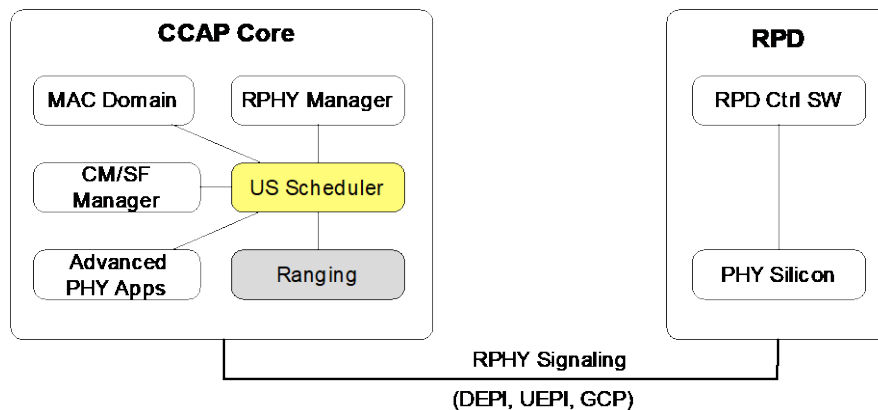 CCAP Core
RPD
MAC Domain
RPHY Manager
RPD Ctrl SW
CM/SF
Manager
US Scheduler
Advanced
PHY Apps
Ranging
PHY Silicon
RPHY Signaling
(DEPI, UEPI, GCP)